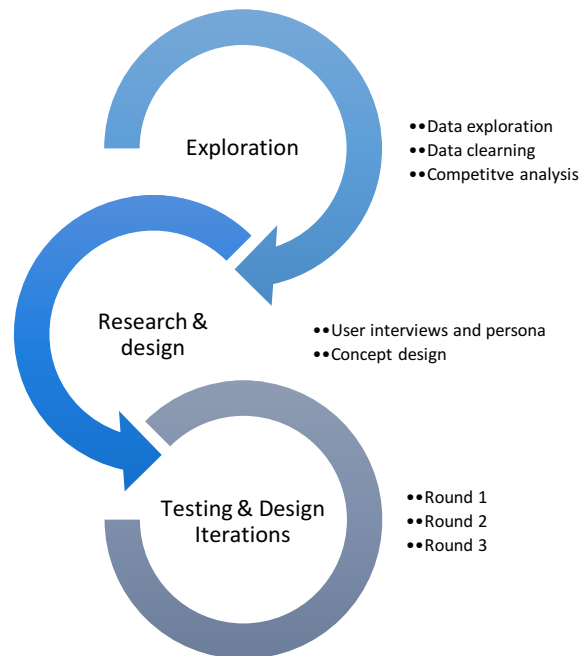 Exploration
••Data exploration
••Data clearning
••Competitve analysis
Research &
design
••User interviews and persona
••Concept design
Testing & Design
Iterations
••Round 1
••Round 2
••Round 3